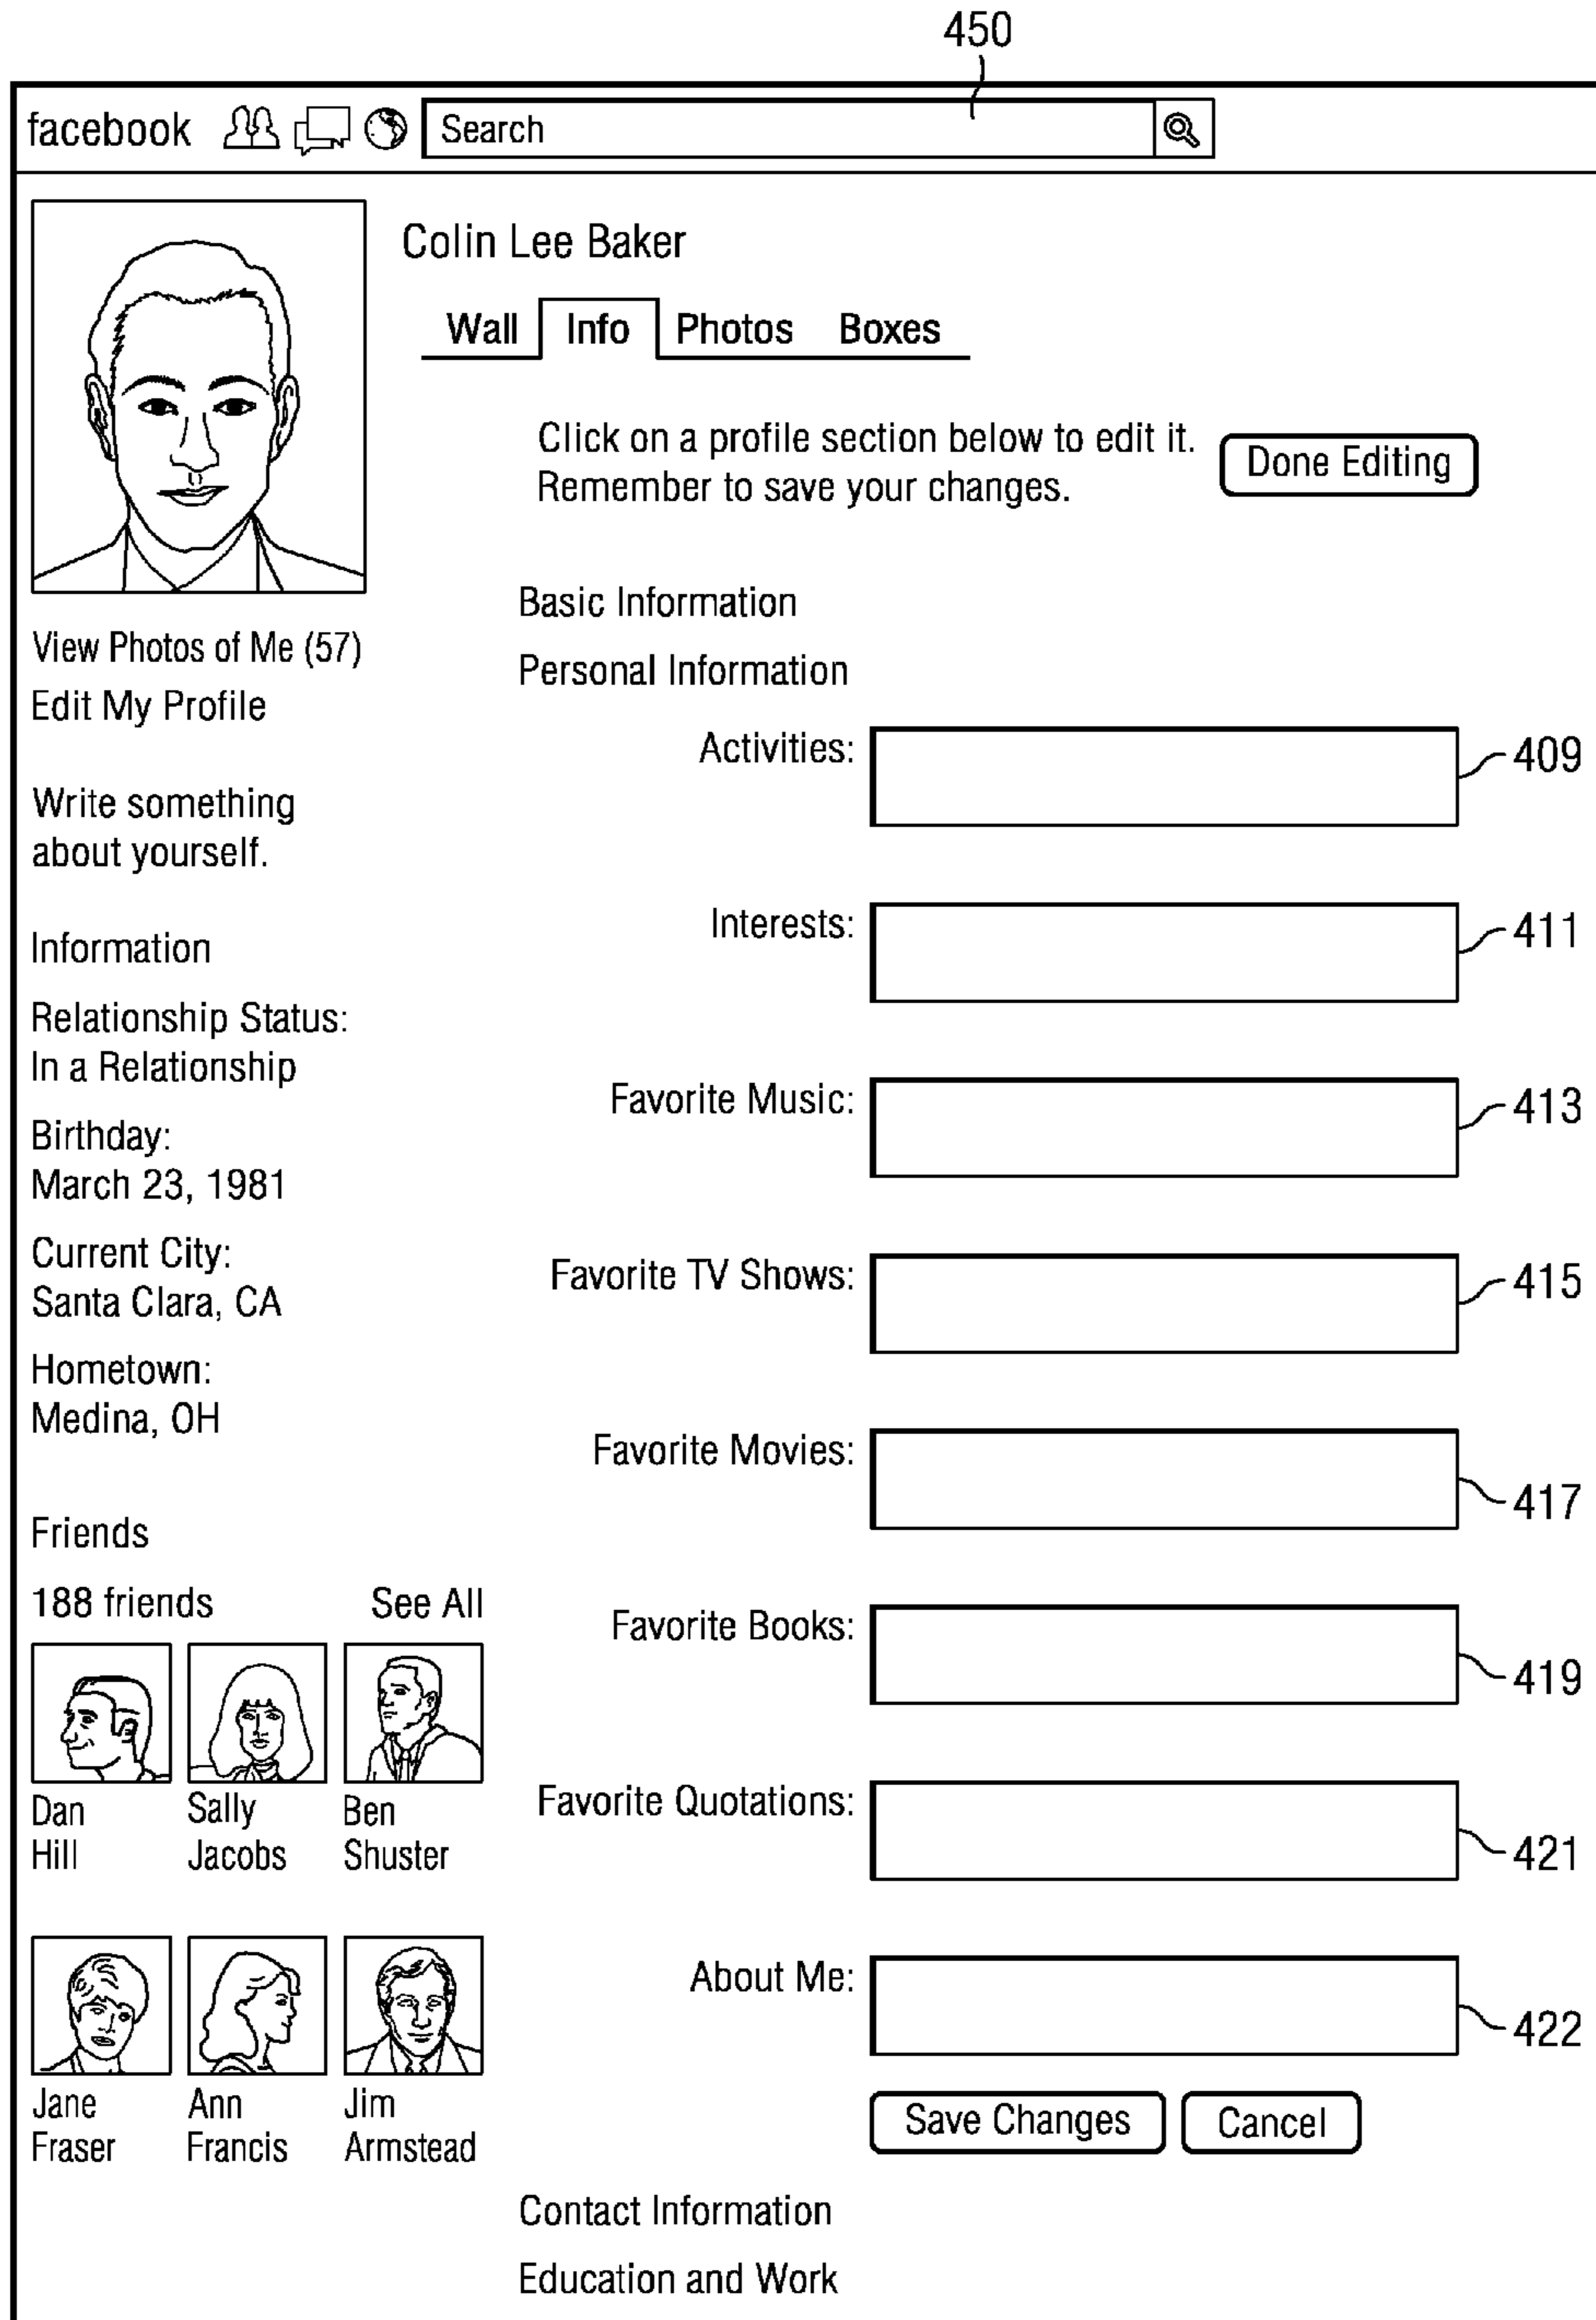 450
facebook Search
Colin Lee Baker
Wall Info Photos Boxes
Click on a profile section below to edit it.
Remember to save your changes.
Done Editing
View Photos of Me (57)
Edit My Profile
Write something
about yourself.
Information
Relationship Status:
In a Relationship
Birthday:
March 23, 1981
Current City:
Santa Clara, CA
Hometown:
Medina, OH
Friends
188 friends See All
Dan
Hill
Sally
Jacobs
Ben
Shuster
Jane
Fraser
Ann
Francis
Jim
Armstead
Basic Information
Personal Information
Activities: 409
Interests: 411
Favorite Music: 413
Favorite TV Shows: 415
Favorite Movies: 417
Favorite Books: 419
Favorite Quotations: 421
About Me: 422
Save Changes Cancel
Contact Information
Education and Work